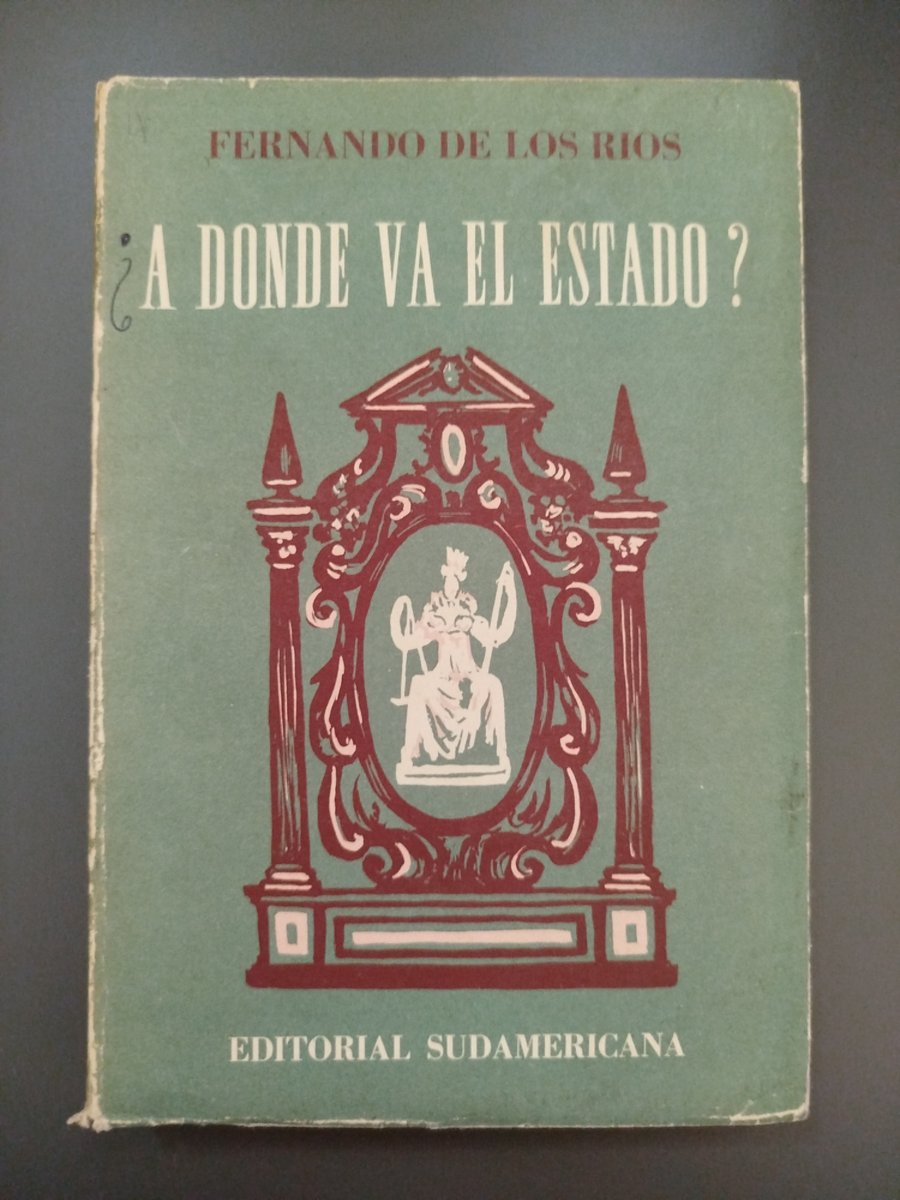 FERNANDO DE LOS RIOS
¿A DONDE VA EL ESTADO?
EDITORIAL SUDAMERICANA